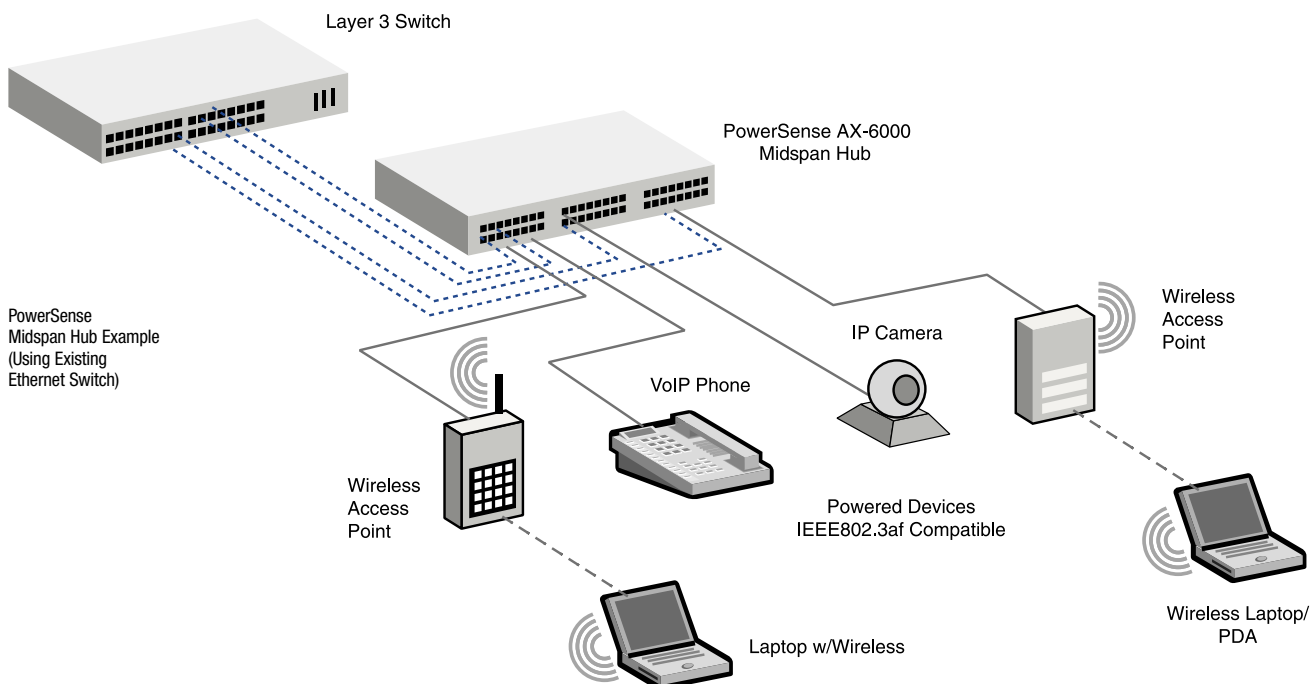 Layer 3 Switch
PowerSense AX-6000
Midspan Hub
PowerSense
Midspan Hub Example
(Using Existing
Ethernet Switch)
Wireless
Access
Point
IP Camera
VoIP Phone
Wireless
Access
Point
Powered Devices
IEEE802.3af Compatible
Wireless Laptop/
PDA
Laptop w/Wireless